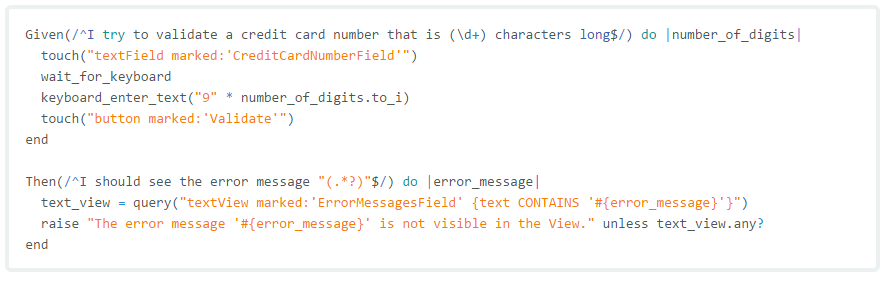 Given(/^I try to validate a credit card number that is (\d+) characters long$/) do |number_of_digits|
  touch("textField marked:'CreditCardNumberField'")
  wait_for_keyboard
  keyboard_enter_text("9" * number_of_digits.to_i)
  touch("button marked:'Validate'")
end

Then(/^I should see the error message "(.*?)"$/) do |error_message|
  text_view = query("textView marked:'ErrorMessagesField' {text CONTAINS '#{error_message}'}")
  raise "The error message '#{error_message}' is not visible in the View." unless text_view.any?
end